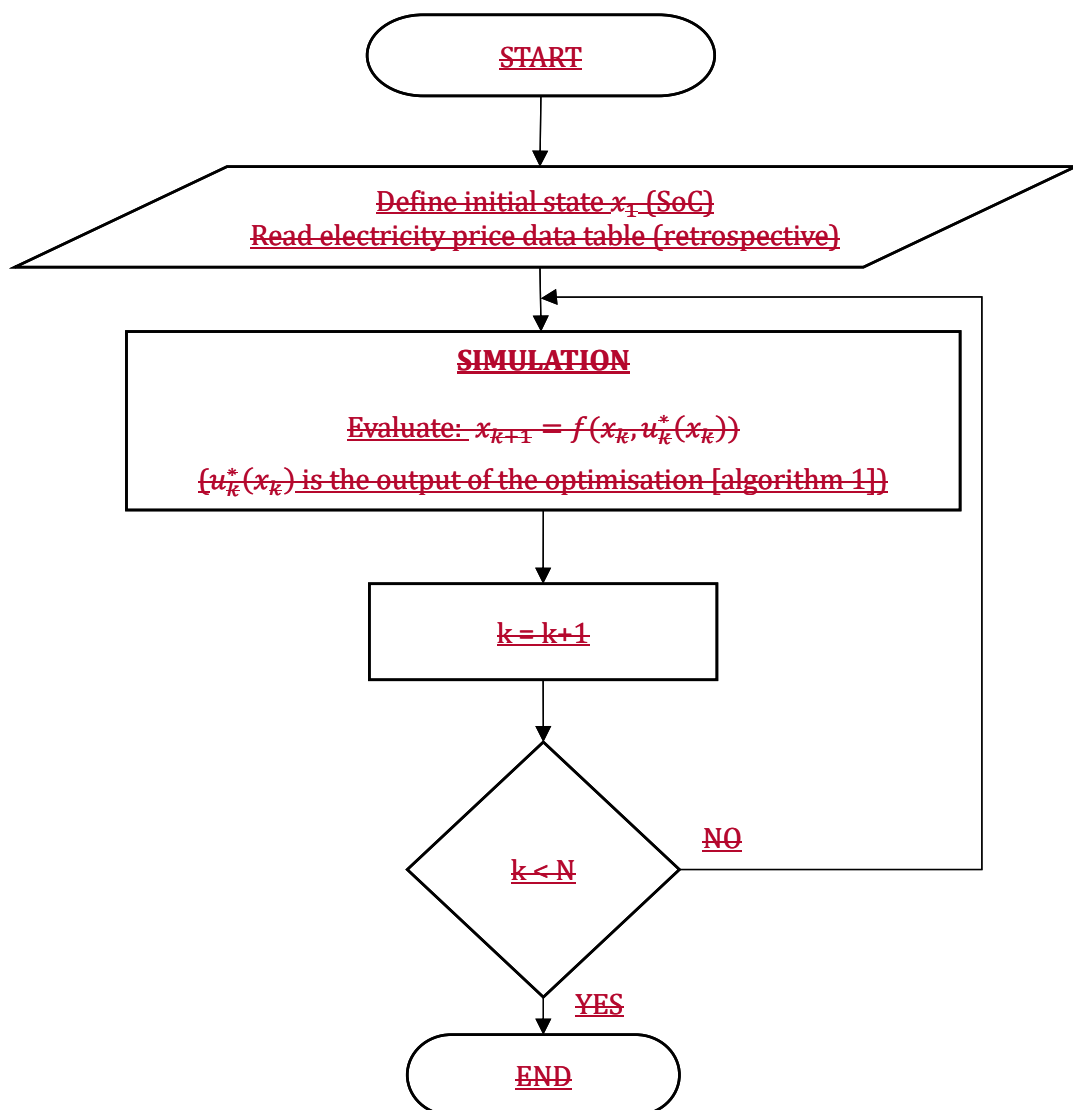 START
Define initial state x₁ (SoC)
Read electricity price data table (retrospective)
SIMULATION
Evaluate: xₖ₊₁ = f(xₖ, uₖ*(xₖ))
(uₖ*(xₖ) is the output of the optimisation [algorithm 1])
k = k+1
NO
k < N
YES
END